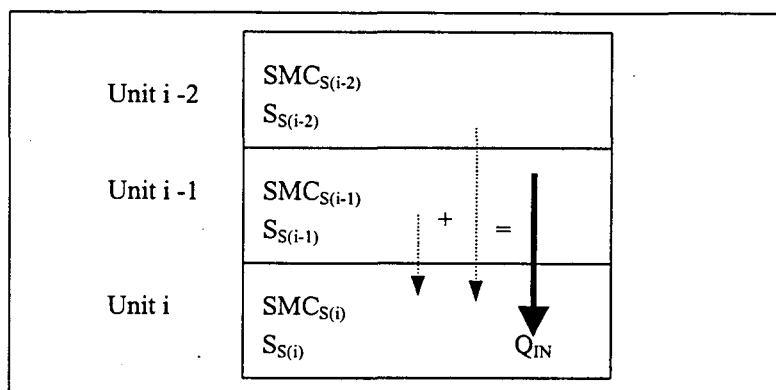 Unit i -2
SMC_S(i-2)
S_S(i-2)
Unit i -1
SMC_S(i-1)
S_S(i-1)
+
=
Unit i
SMC_S(i)
S_S(i)
Q_IN